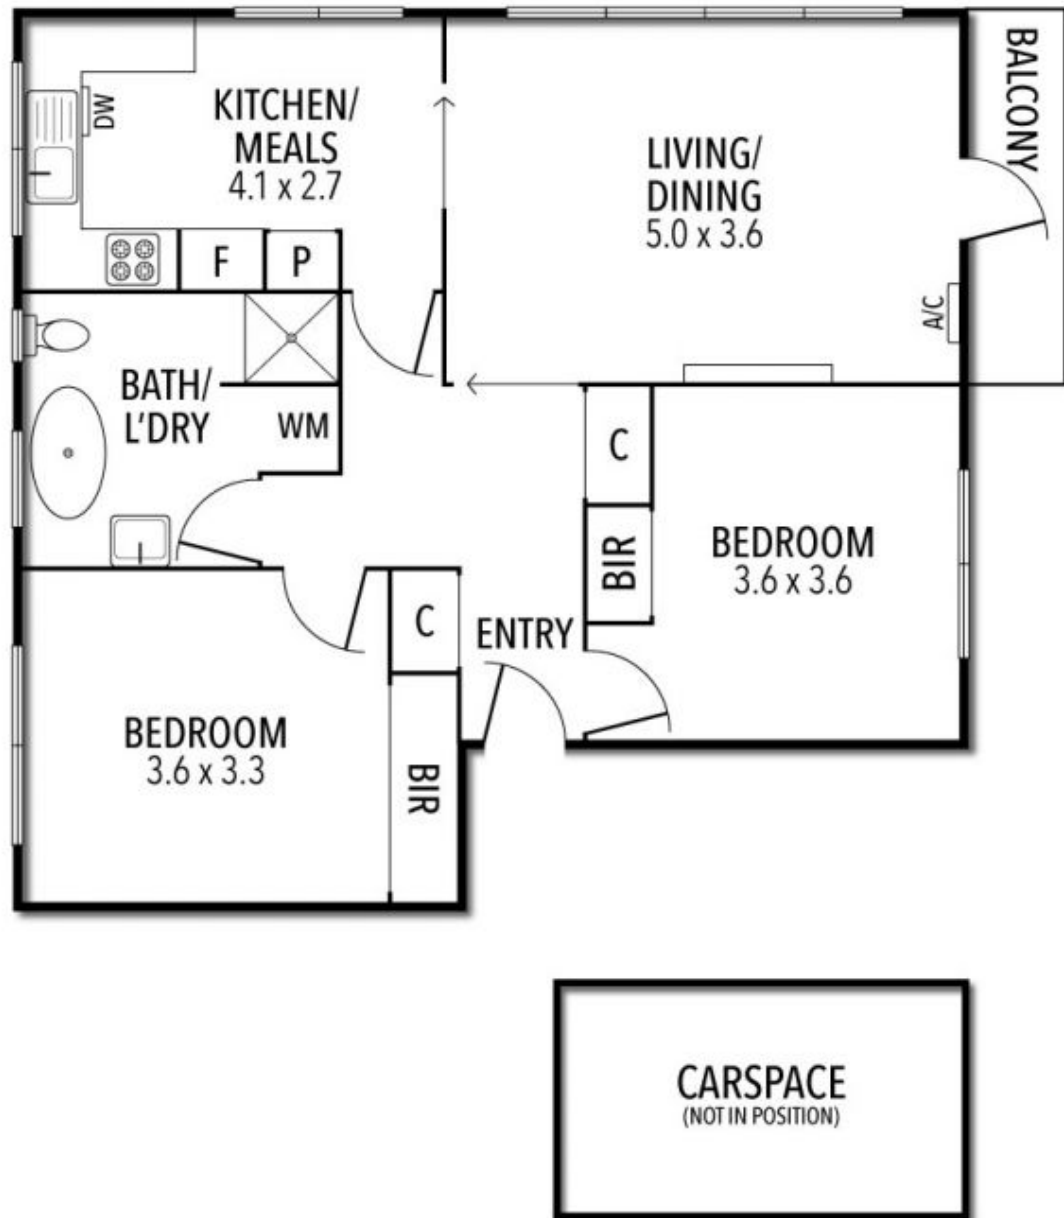 BALCONY
KITCHEN/
MEALS
4.1 x 2.7
DW
LIVING/
DINING
5.0 x 3.6
F
P
A/C
BATH/
L'DRY
WM
C
BIR
BEDROOM
3.6 x 3.6
C
ENTRY
BEDROOM
3.6 x 3.3
BIR
CARSPACE
(NOT IN POSITION)